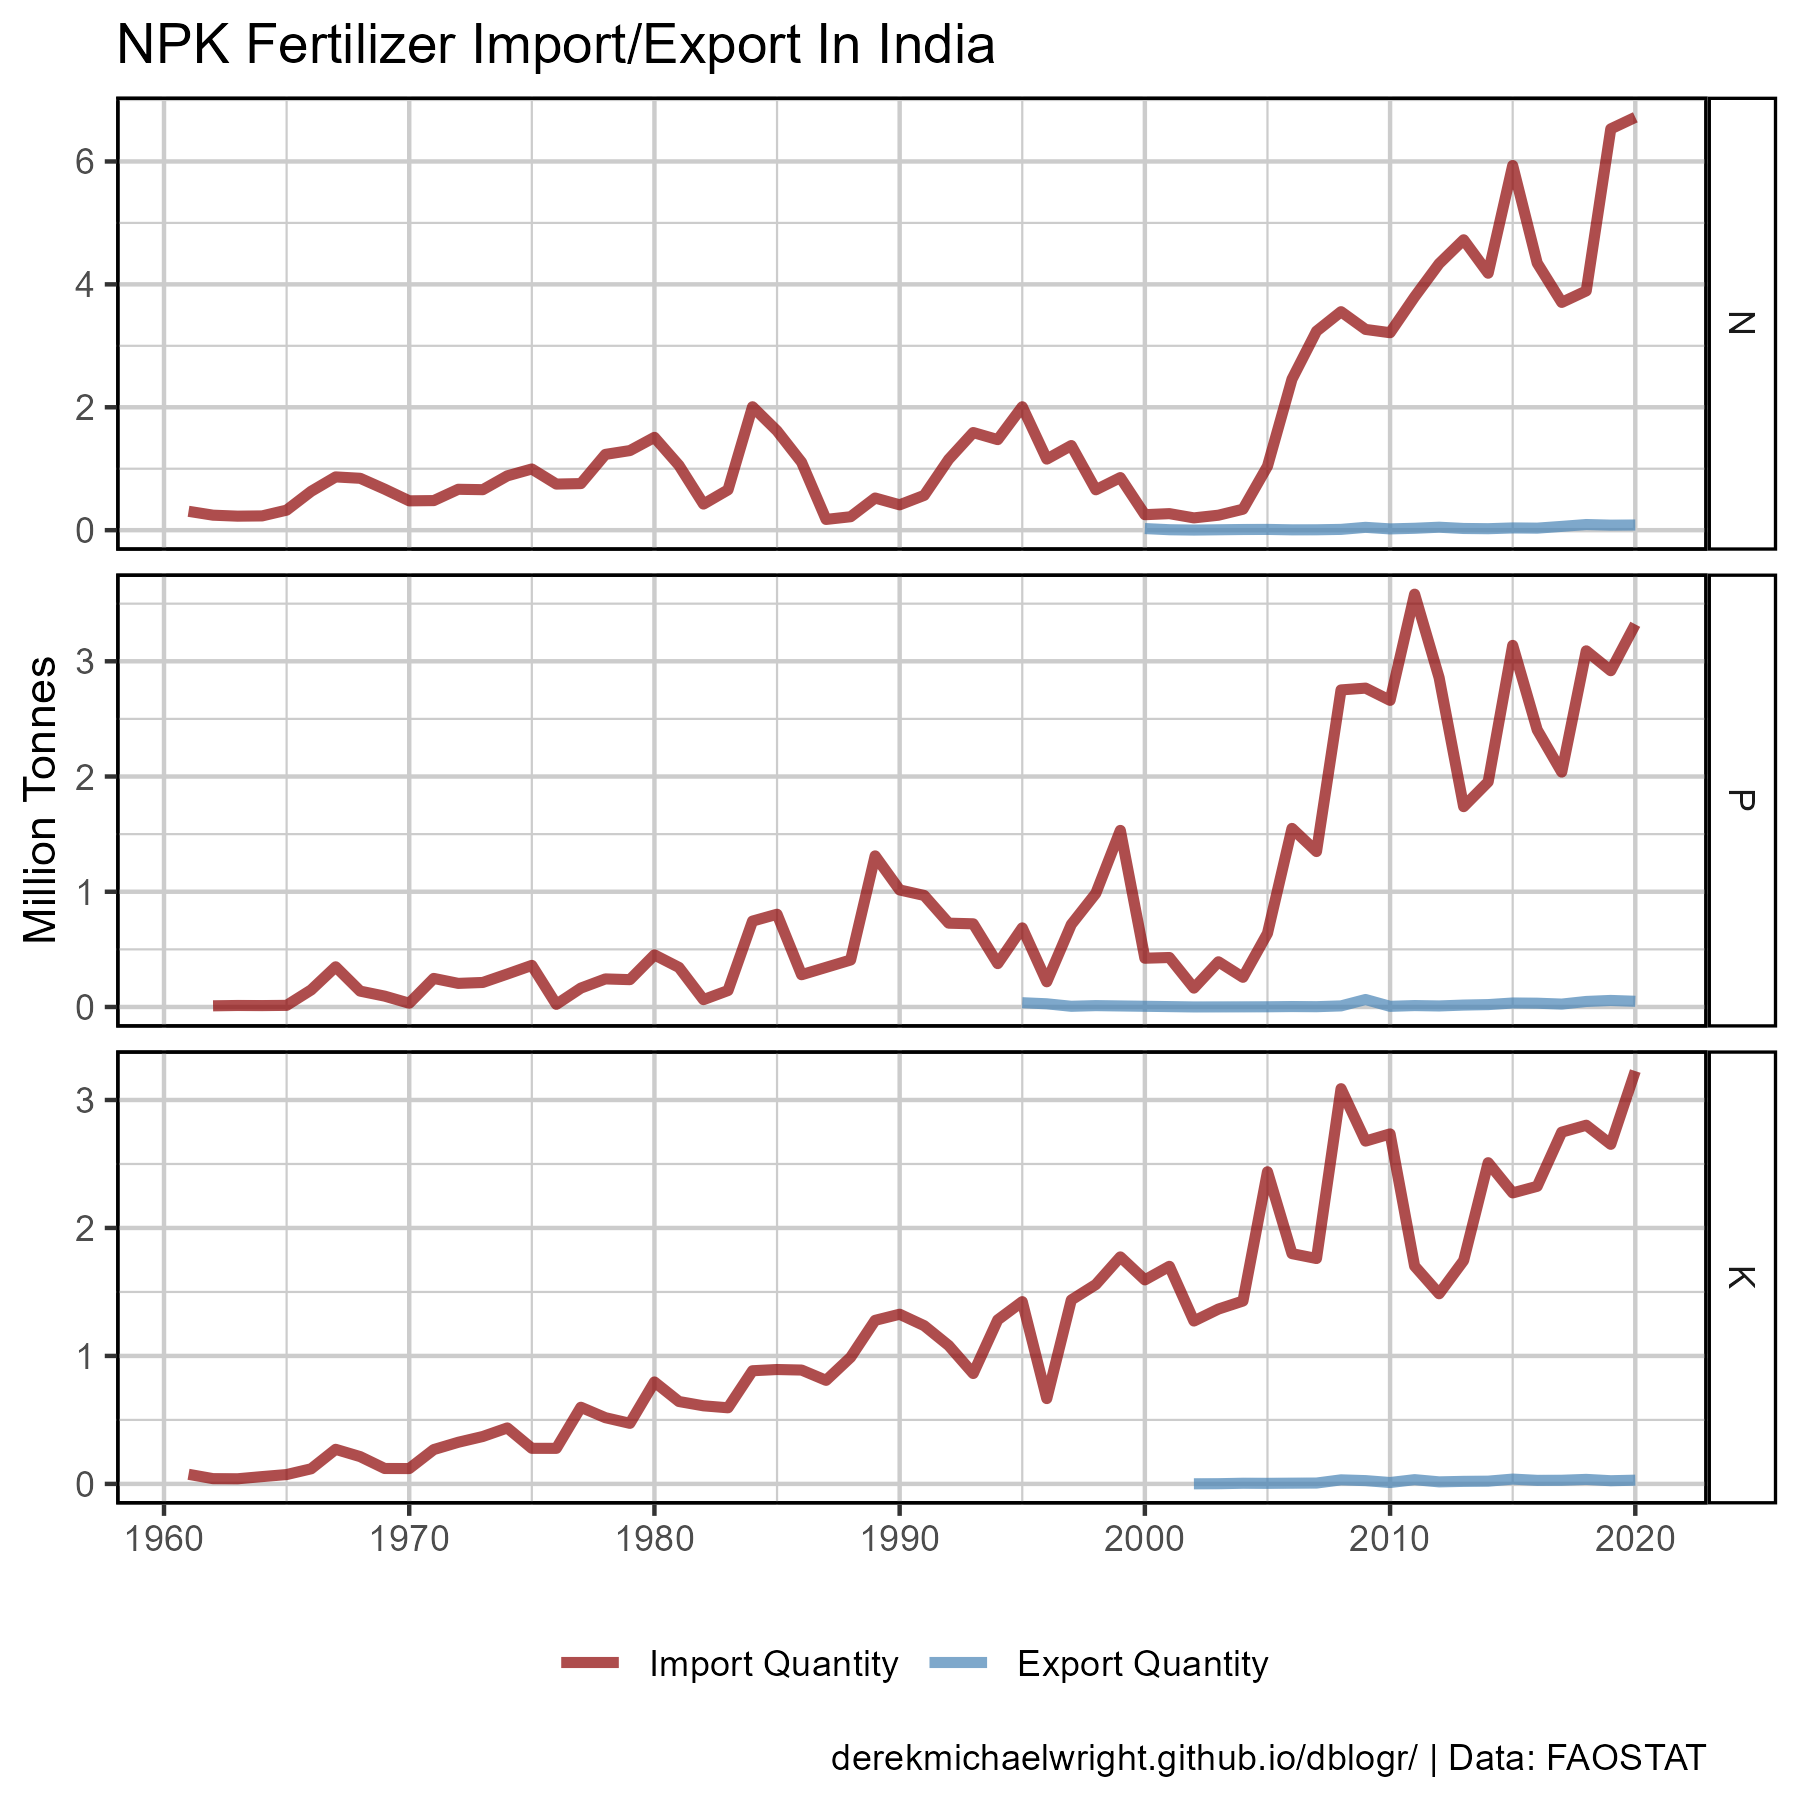 NPK Fertilizer Import/Export In India
Million Tonnes
6
4
2
0
N
3
2
1
0
P
3
2
1
0
K
1960 1970 1980 1990 2000 2010 2020
Import Quantity Export Quantity
derekmichaelwright.github.io/dblogr/ | Data: FAOSTAT